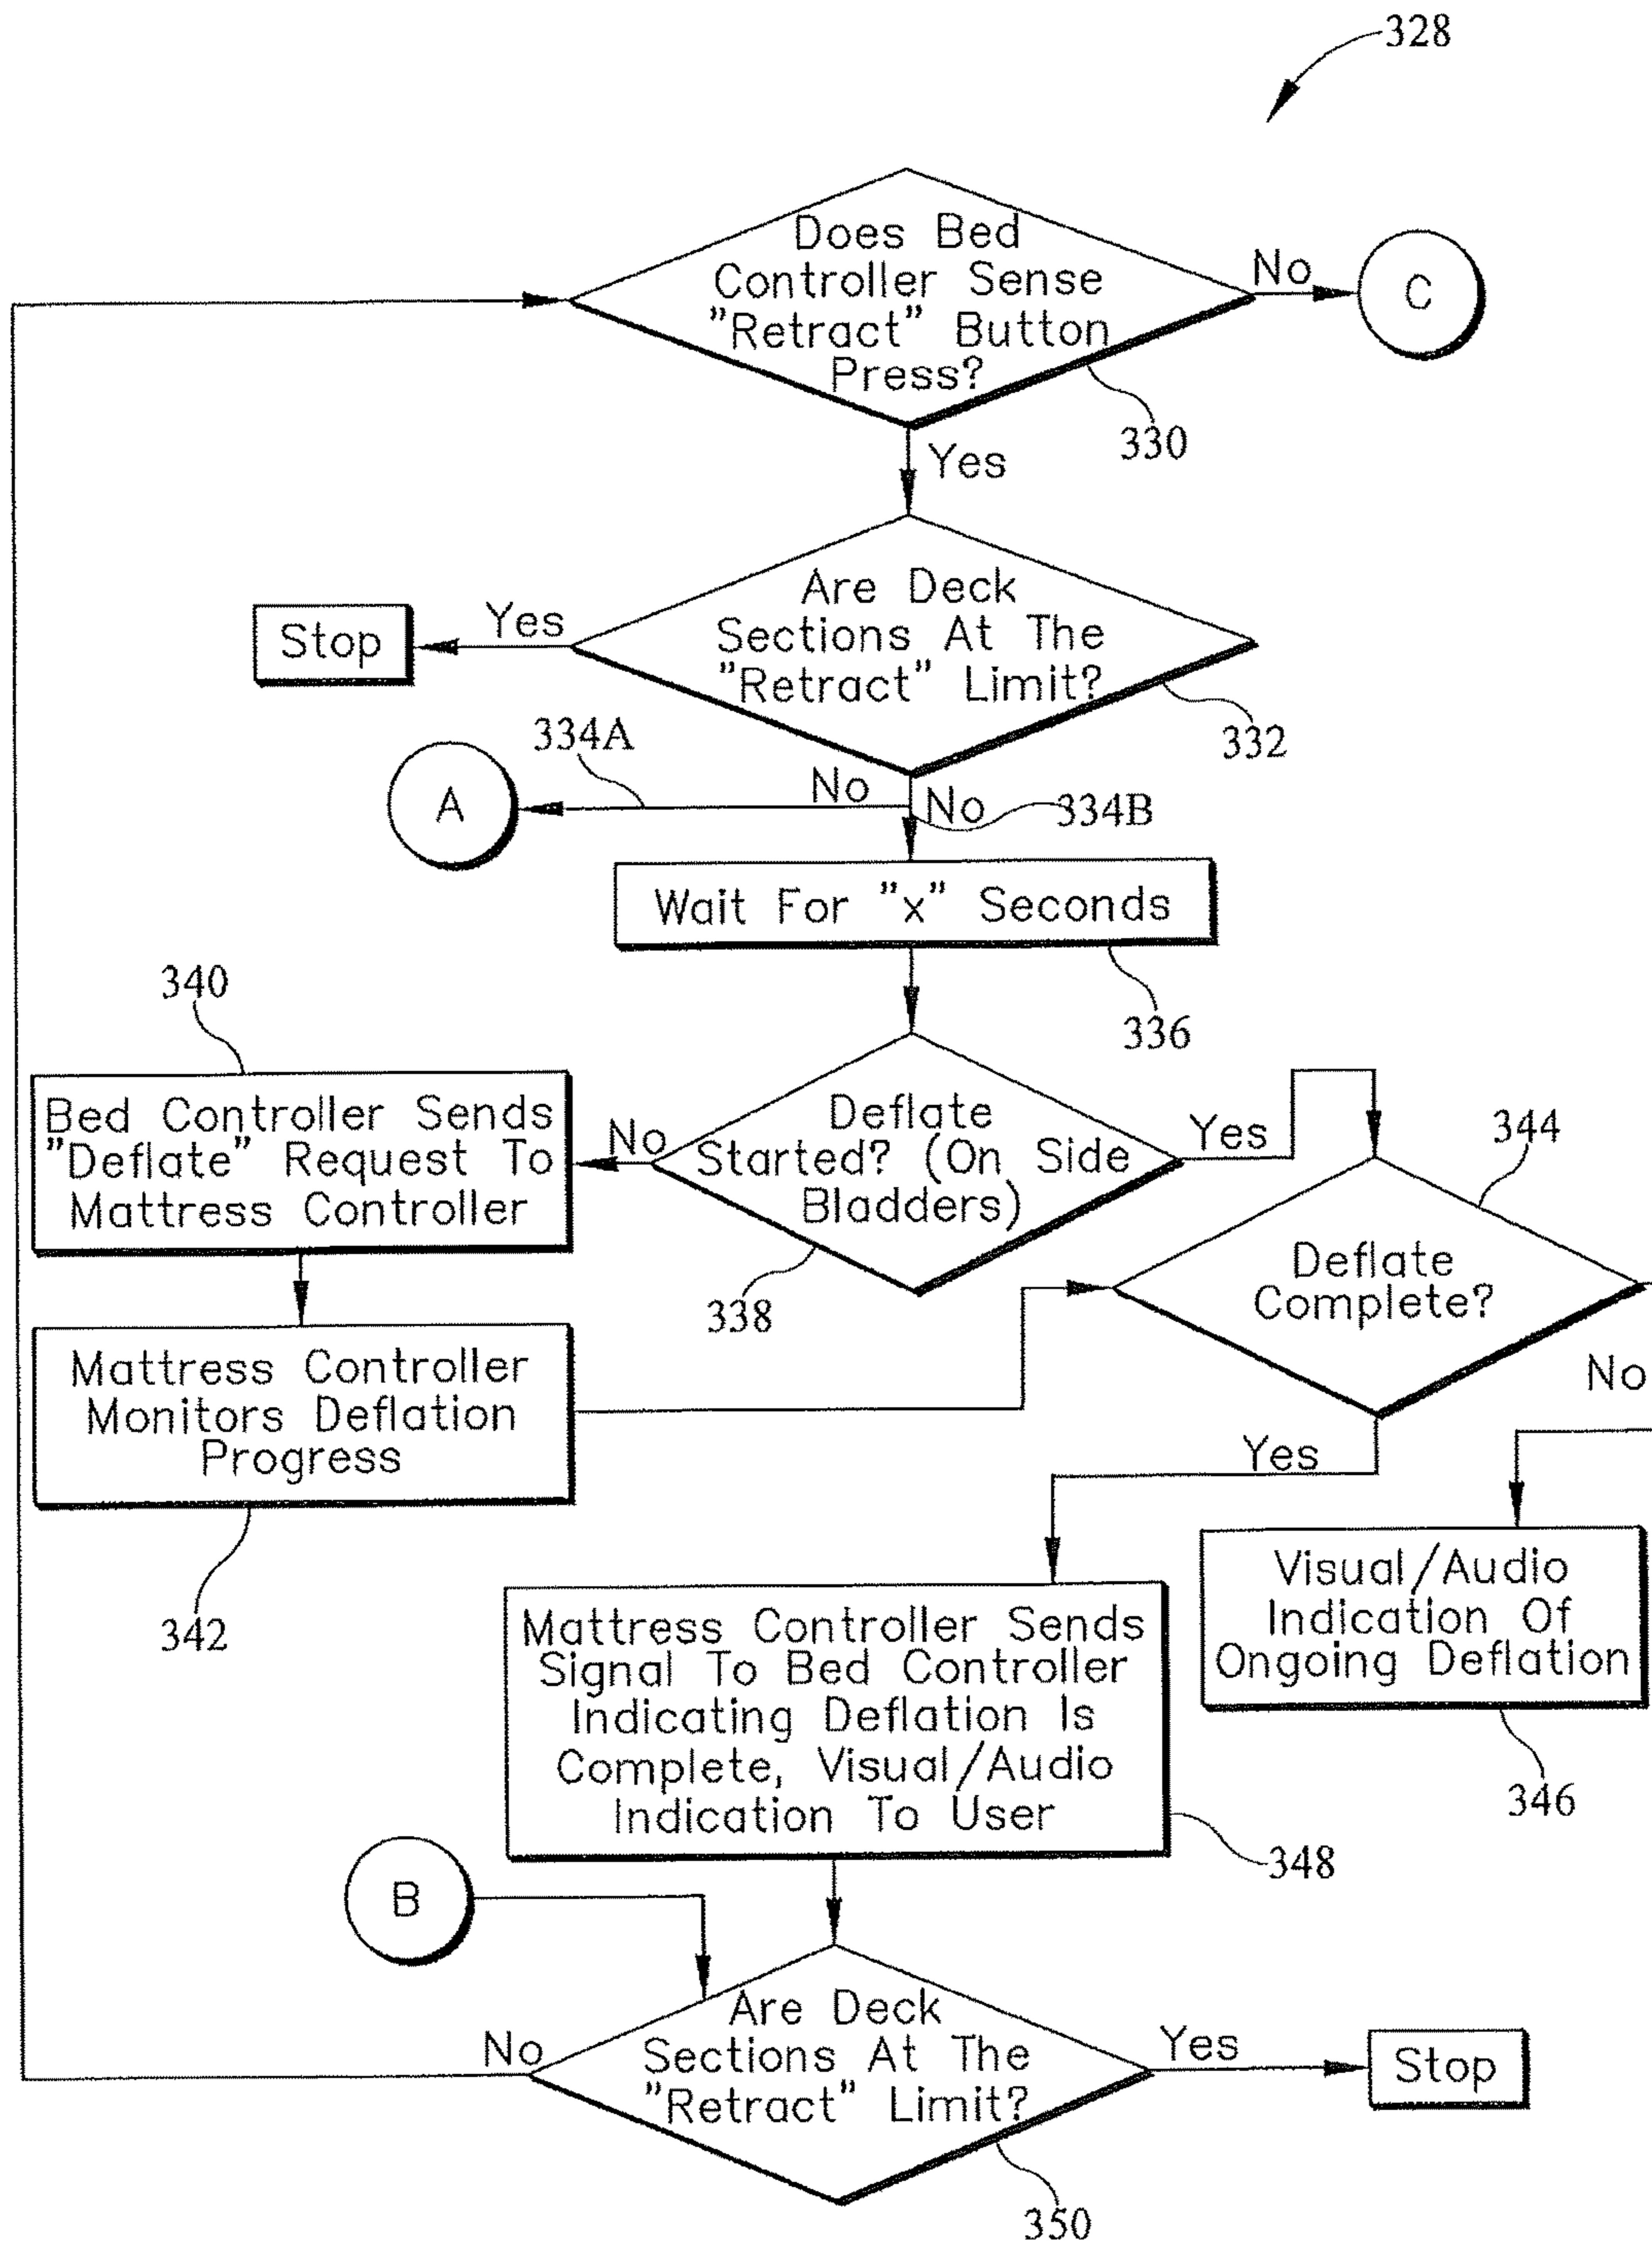 328
Does Bed
Controller Sense
"Retract" Button
Press?
No
C
330
Yes
Are Deck
Sections At The
"Retract" Limit?
Yes
Stop
332
334A
No
A
No
334B
Wait For "x" Seconds
336
340
Bed Controller Sends
"Deflate" Request To
Mattress Controller
No
Deflate
Started? (On Side
Bladders)
Yes
338
344
Deflate
Complete?
No
Yes
Mattress Controller
Monitors Deflation
Progress
342
Visual/Audio
Indication Of
Ongoing Deflation
346
Mattress Controller Sends
Signal To Bed Controller
Indicating Deflation Is
Complete, Visual/Audio
Indication To User
348
B
Are Deck
Sections At The
"Retract" Limit?
No
Yes
Stop
350